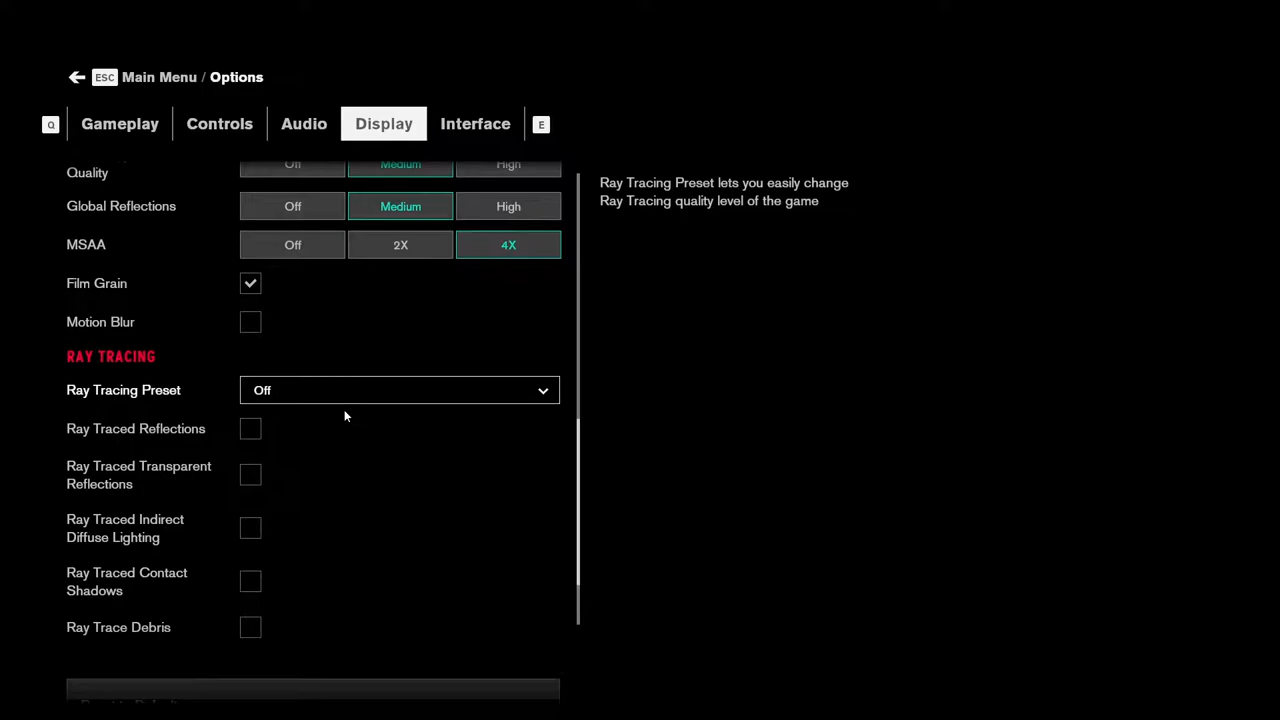 ESC Main Menu / Options
Q Gameplay Controls Audio Display Interface E
Quality Off Medium High
Global Reflections Off Medium High
MSAA Off 2X 4X
Film Grain
Motion Blur
RAY TRACING
Ray Tracing Preset Off
Ray Traced Reflections
Ray Traced Transparent
Reflections
Ray Traced Indirect
Diffuse Lighting
Ray Traced Contact
Shadows
Ray Trace Debris
Ray Tracing Preset lets you easily change
Ray Tracing quality level of the game